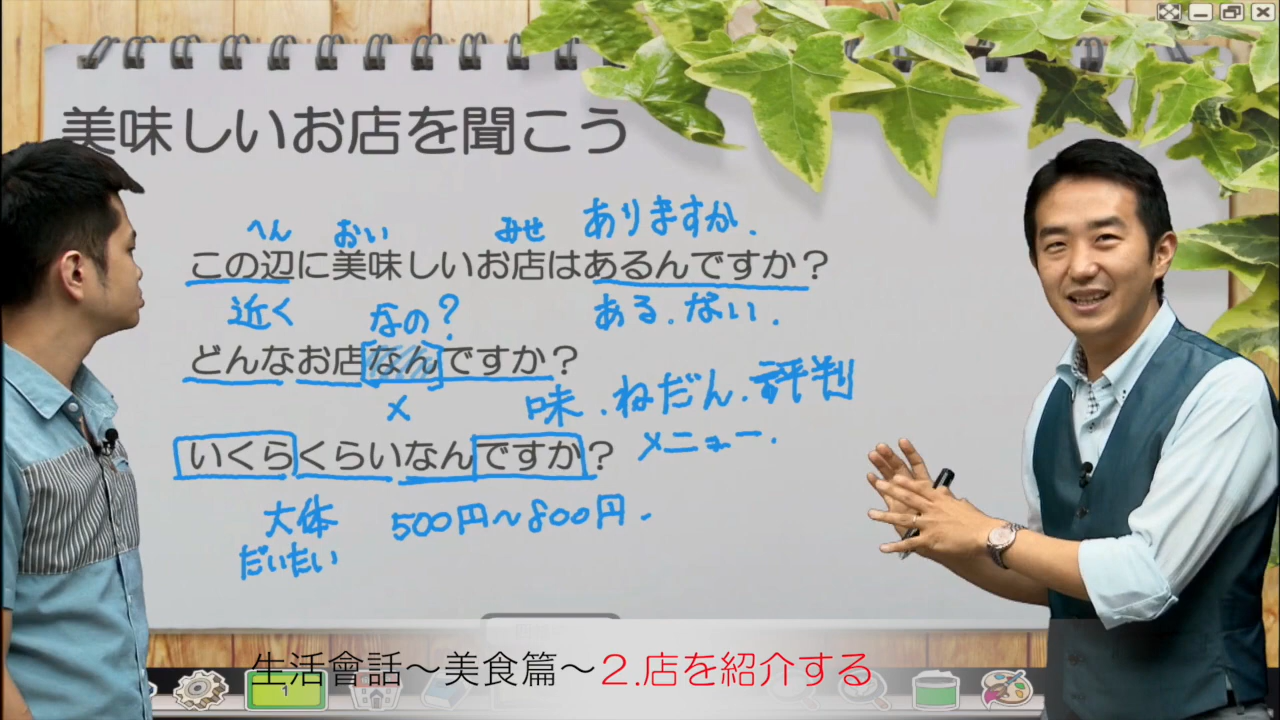 美味しいお店を聞こう
へん おい みせ ありますか.
この辺に美味しいお店はあるんですか？
近く なの? ある. ない.
どんなお店なんですか？
× 味. ねだん. 評判
いくらくらいなんですか？ メニュー.
大体 500円〜800円.
だいたい
生活會話～美食篇～2.店を紹介する
1